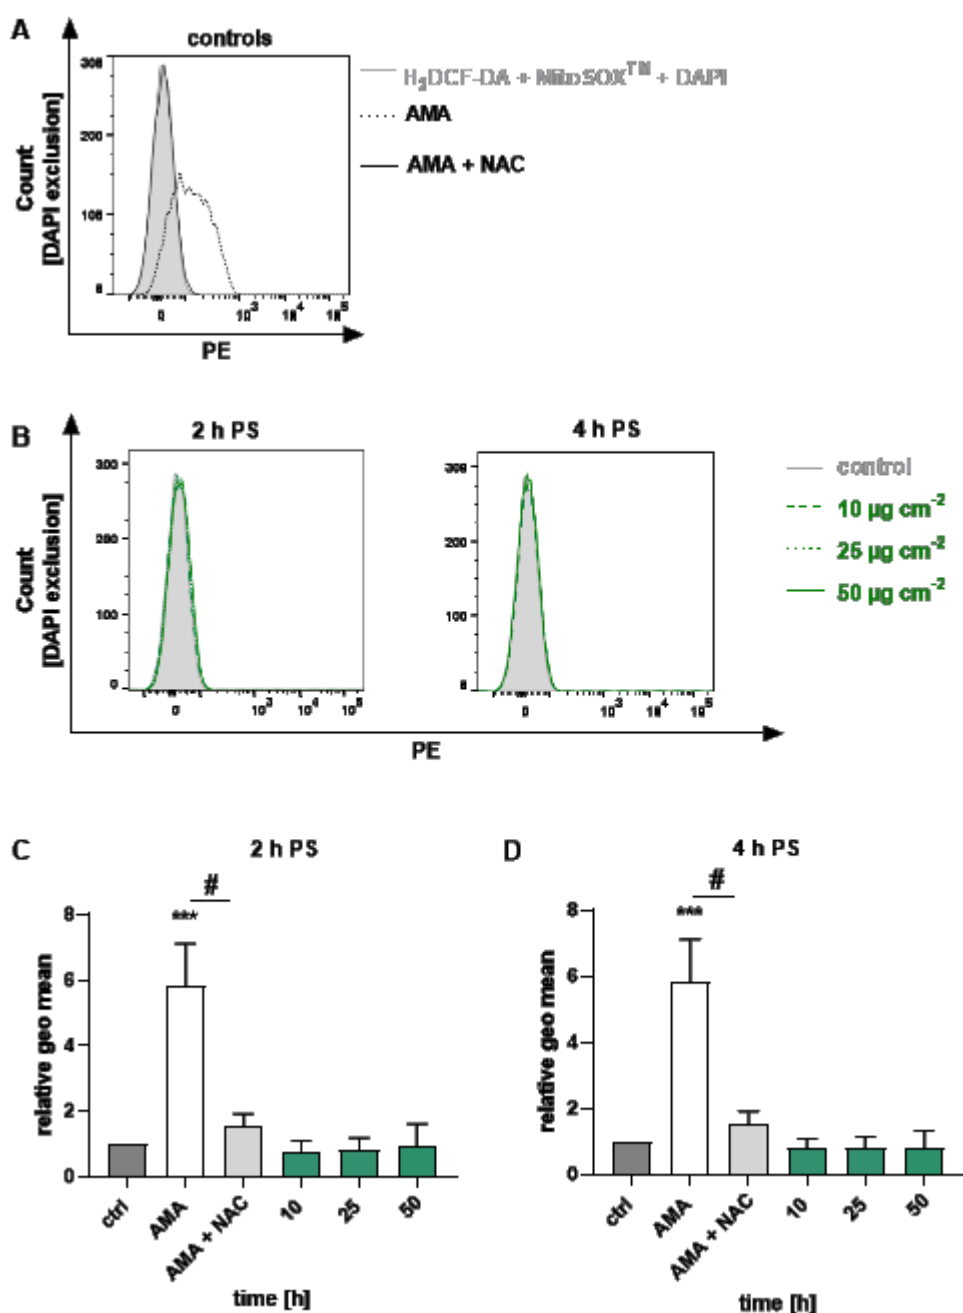 A
controls
H₂DCF-DA + MitoSOX™ + DAPI
AMA
AMA + NAC
Count
[DAPI exclusion]
300
200
100
0
0 10³ 10⁴ 10⁵
PE
B
2 h PS
4 h PS
Count
[DAPI exclusion]
300
200
100
0
0 10³ 10⁴ 10⁵
300
200
100
0
0 10³ 10⁴ 10⁵
control
10 µg cm⁻²
25 µg cm⁻²
50 µg cm⁻²
PE
C
2 h PS
#
***
relative geo mean
8
6
4
2
0
ctrl
AMA
AMA + NAC
10
25
50
time [h]
D
4 h PS
#
***
relative geo mean
8
6
4
2
0
ctrl
AMA
AMA + NAC
10
25
50
time [h]